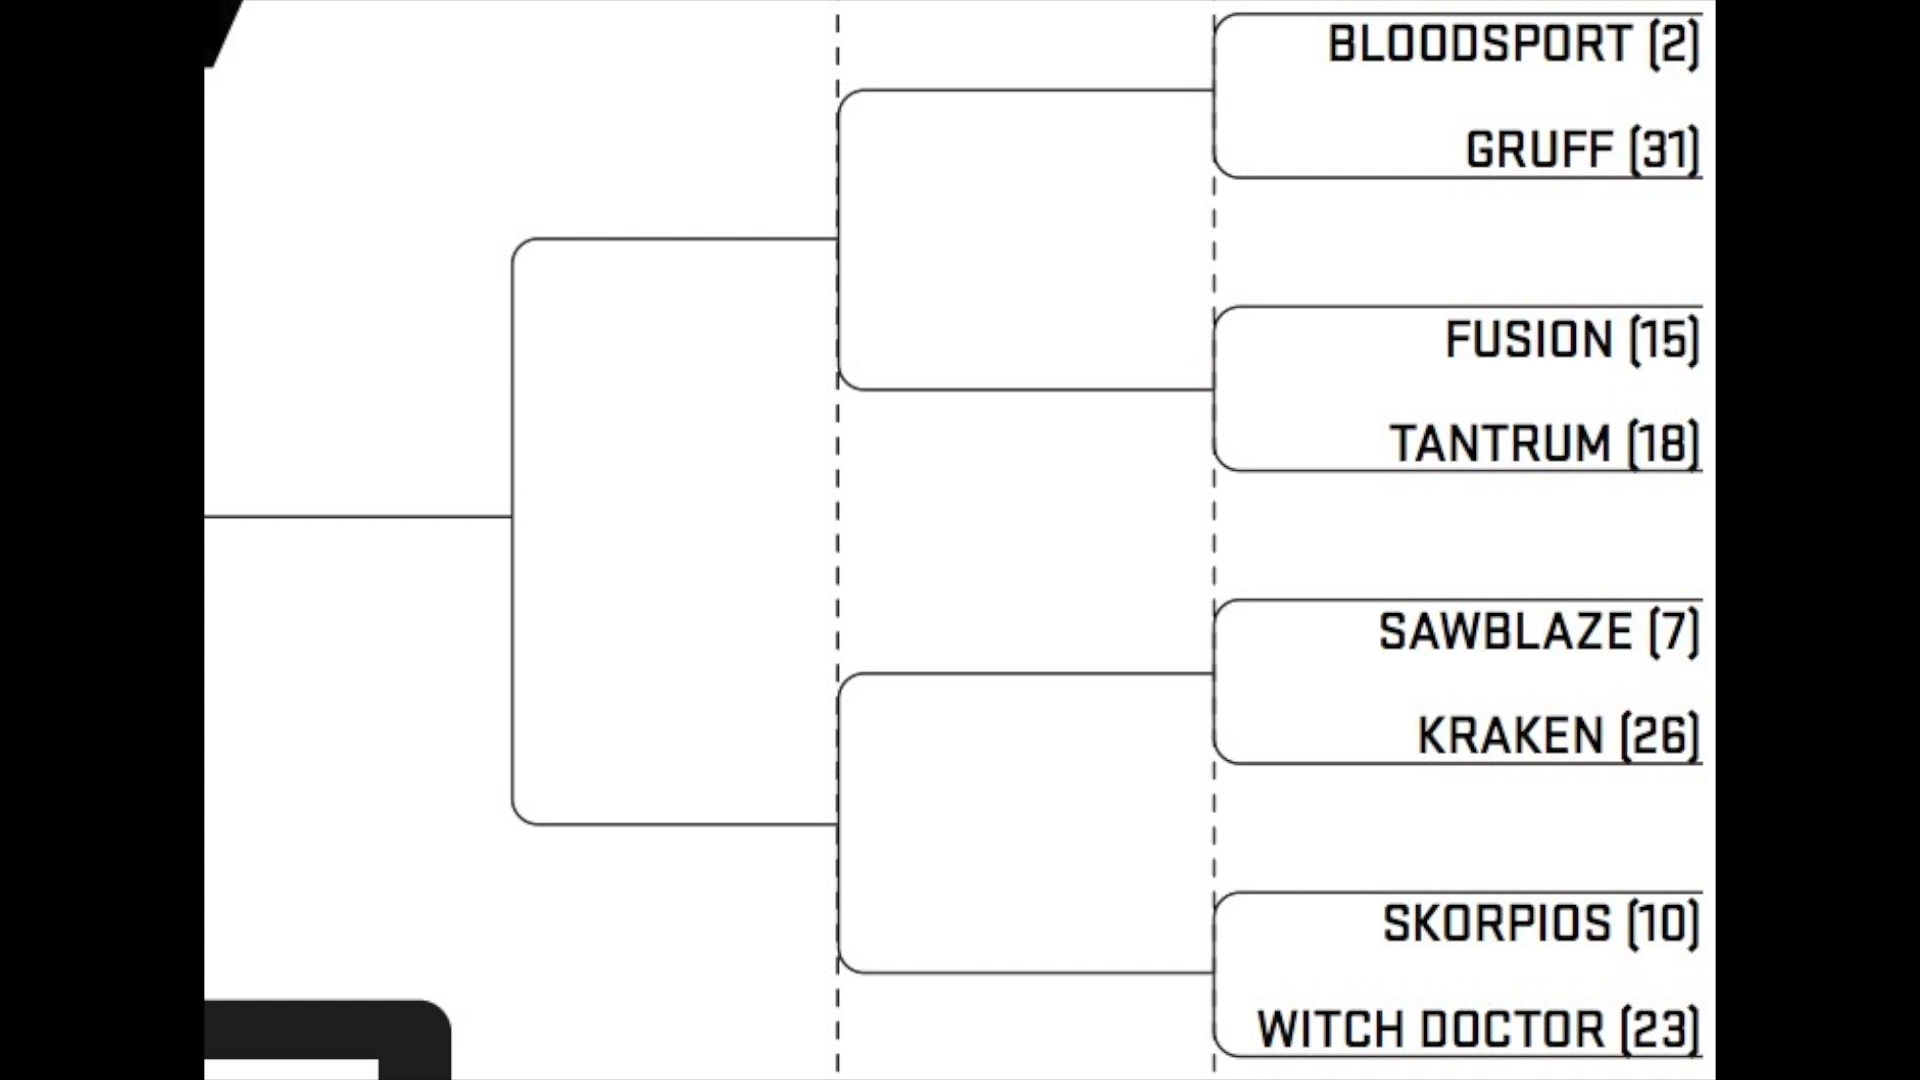 BLOODSPORT (2)
GRUFF (31)
FUSION (15)
TANTRUM (18)
SAWBLAZE (7)
KRAKEN (26)
SKORPIOS (10)
WITCH DOCTOR (23)